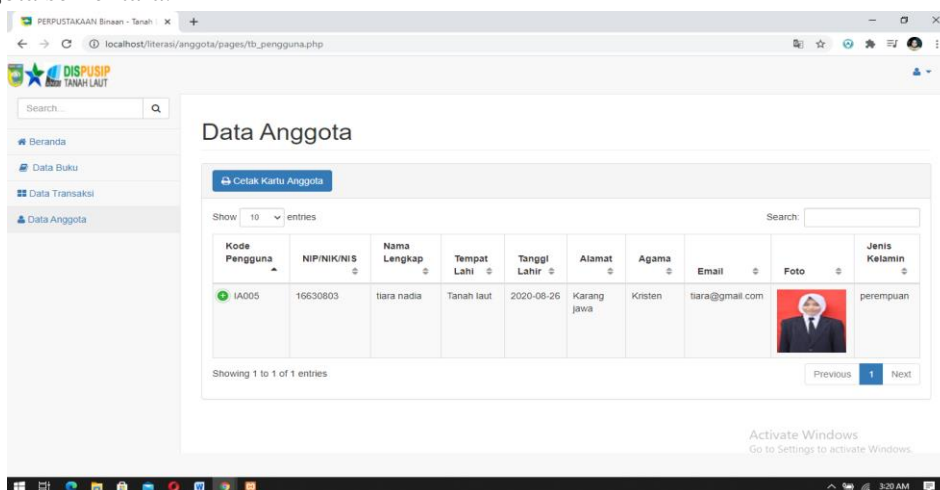 PERPUSTAKAAN Binaan - Tanah
localhost/literasi/anggota/pages/tb_pengguna.php
DISPUSIP
TANAH LAUT
Search...
Beranda
Data Buku
Data Transaksi
Data Anggota
Data Anggota
Cetak Kartu Anggota
Show 10 entries
Search:
Kode Pengguna NIP/NIK/NIS Nama Lengkap Tempat Lahi Tanggl Lahir Alamat Agama Email Foto Jenis Kelamin
IA005 16630803 tiara nadia Tanah laut 2020-08-26 Karang jawa Kristen tiara@gmail.com perempuan
Showing 1 to 1 of 1 entries
Previous 1 Next
Activate Windows
Go to Settings to activate Windows.
3:20 AM